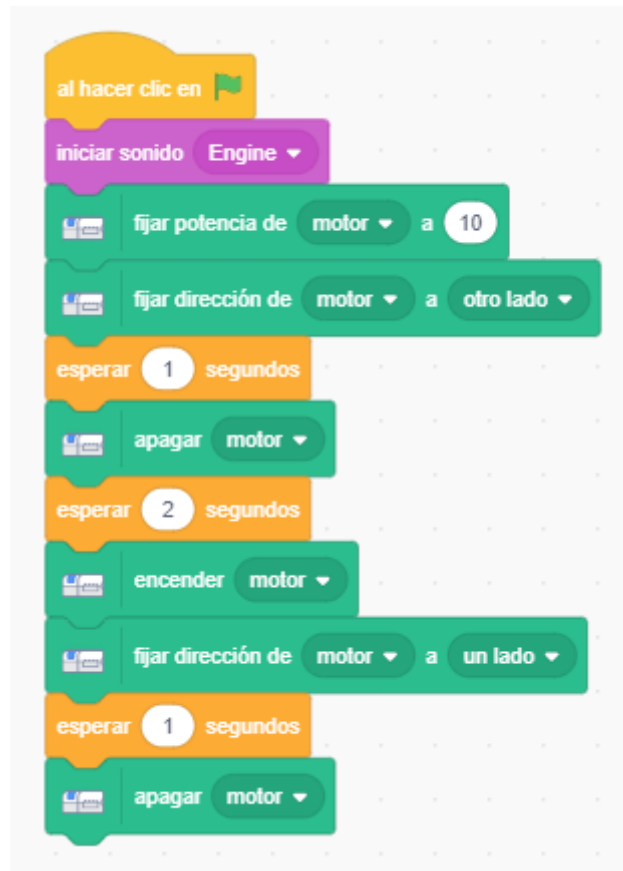 al hacer clic en
iniciar sonido Engine
fijar potencia de motor a 10
fijar dirección de motor a otro lado
esperar 1 segundos
apagar motor
esperar 2 segundos
encender motor
fijar dirección de motor a un lado
esperar 1 segundos
apagar motor